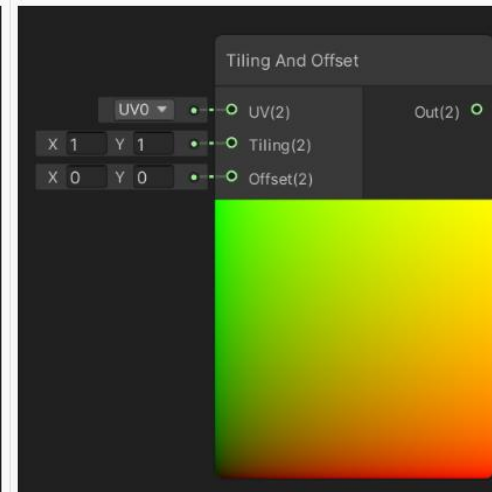 Tiling And Offset
UV0 UV(2) Out(2)
X 1 Y 1 Tiling(2)
X 0 Y 0 Offset(2)